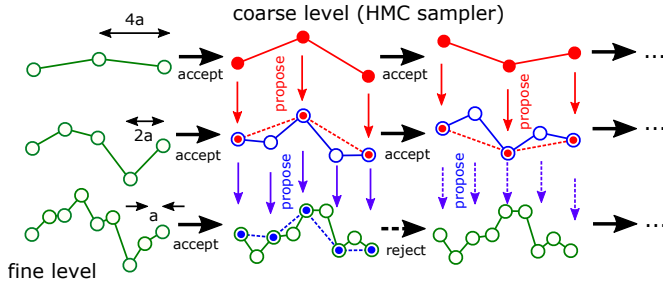 coarse level (HMC sampler)
4a
accept
accept
...
propose
propose
2a
accept
accept
...
propose
propose
a
accept
reject
...
fine level